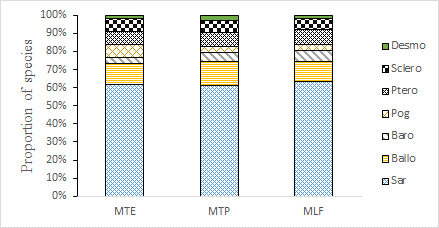 Proportion of species
100%
90%
80%
70%
60%
50%
40%
30%
20%
10%
0%
MTE MTP MLF
Desmo
Sclero
Ptero
Pog
Baro
Ballo
Sar